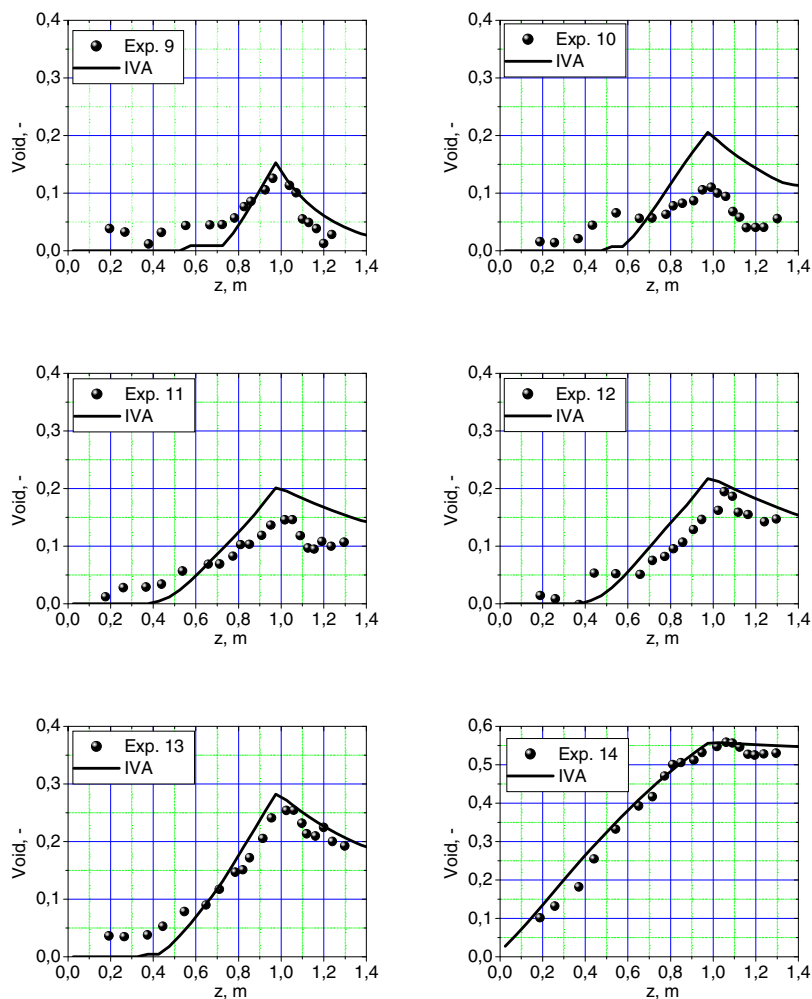 Exp. 9
IVA
0,4
0,3
0,2
0,1
0,0
Void, -
0,0 0,2 0,4 0,6 0,8 1,0 1,2 1,4
z, m
Exp. 10
IVA
0,4
0,3
0,2
0,1
0,0
Void, -
0,0 0,2 0,4 0,6 0,8 1,0 1,2 1,4
z, m
Exp. 11
IVA
0,4
0,3
0,2
0,1
0,0
Void, -
0,0 0,2 0,4 0,6 0,8 1,0 1,2 1,4
z, m
Exp. 12
IVA
0,4
0,3
0,2
0,1
0,0
Void, -
0,0 0,2 0,4 0,6 0,8 1,0 1,2 1,4
z, m
Exp. 13
IVA
0,4
0,3
0,2
0,1
0,0
Void, -
0,0 0,2 0,4 0,6 0,8 1,0 1,2 1,4
z, m
Exp. 14
IVA
0,6
0,5
0,4
0,3
0,2
0,1
0,0
Void, -
0,0 0,2 0,4 0,6 0,8 1,0 1,2 1,4
z, m